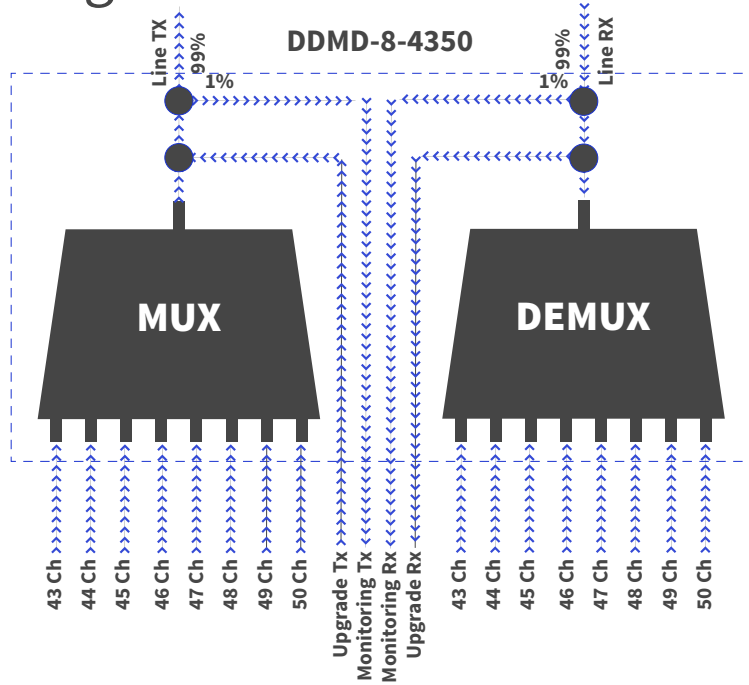 DDMD-8-4350
Line TX
99%
1%
99%
Line RX
1%
MUX
DEMUX
43 Ch
44 Ch
45 Ch
46 Ch
47 Ch
48 Ch
49 Ch
50 Ch
Upgrade Tx
Monitoring Tx
Monitoring Rx
Upgrade Rx
43 Ch
44 Ch
45 Ch
46 Ch
47 Ch
48 Ch
49 Ch
50 Ch